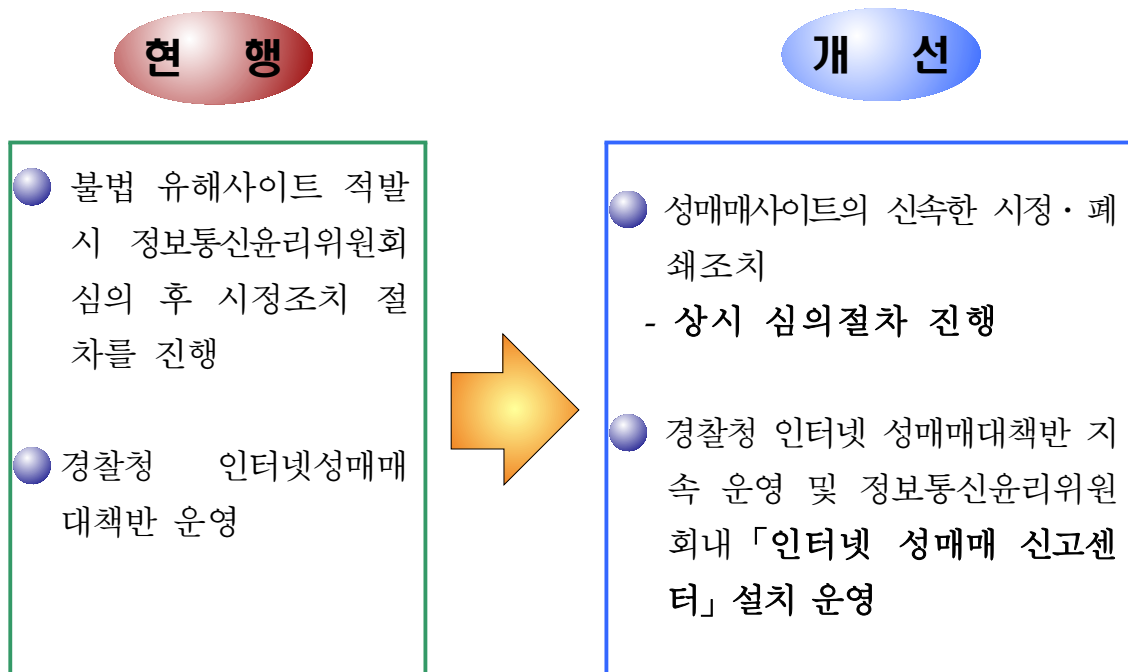 현 행
불법 유해사이트 적발
시 정보통신윤리위원회
심의 후 시정조치 절
차를 진행
경찰청 인터넷성매매
대책반 운영
개 선
성매매사이트의 신속한 시정·폐
쇄조치
- 상시 심의절차 진행
경찰청 인터넷 성매매대책반 지
속 운영 및 정보통신윤리위원
회내 「인터넷 성매매 신고센
터」 설치 운영